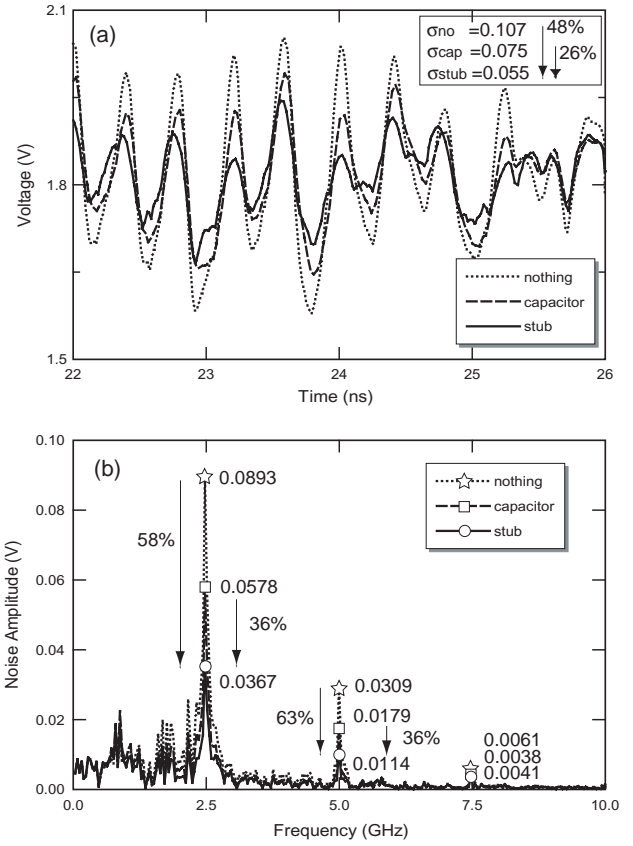 2.1
(a)
σno =0.107
48%
σcap =0.075
26%
σstub =0.055
1.8
Voltage (V)
nothing
capacitor
stub
1.5
22
23
24
25
26
Time (ns)
0.10
(b)
0.0893
nothing
capacitor
stub
0.08
58%
0.06
0.0578
36%
Noise Amplitude (V)
0.04
0.0367
0.0309
63%
0.0179
36%
0.02
0.0114
0.0061
0.0038
0.0041
0.00
0.0
2.5
5.0
7.5
10.0
Frequency (GHz)